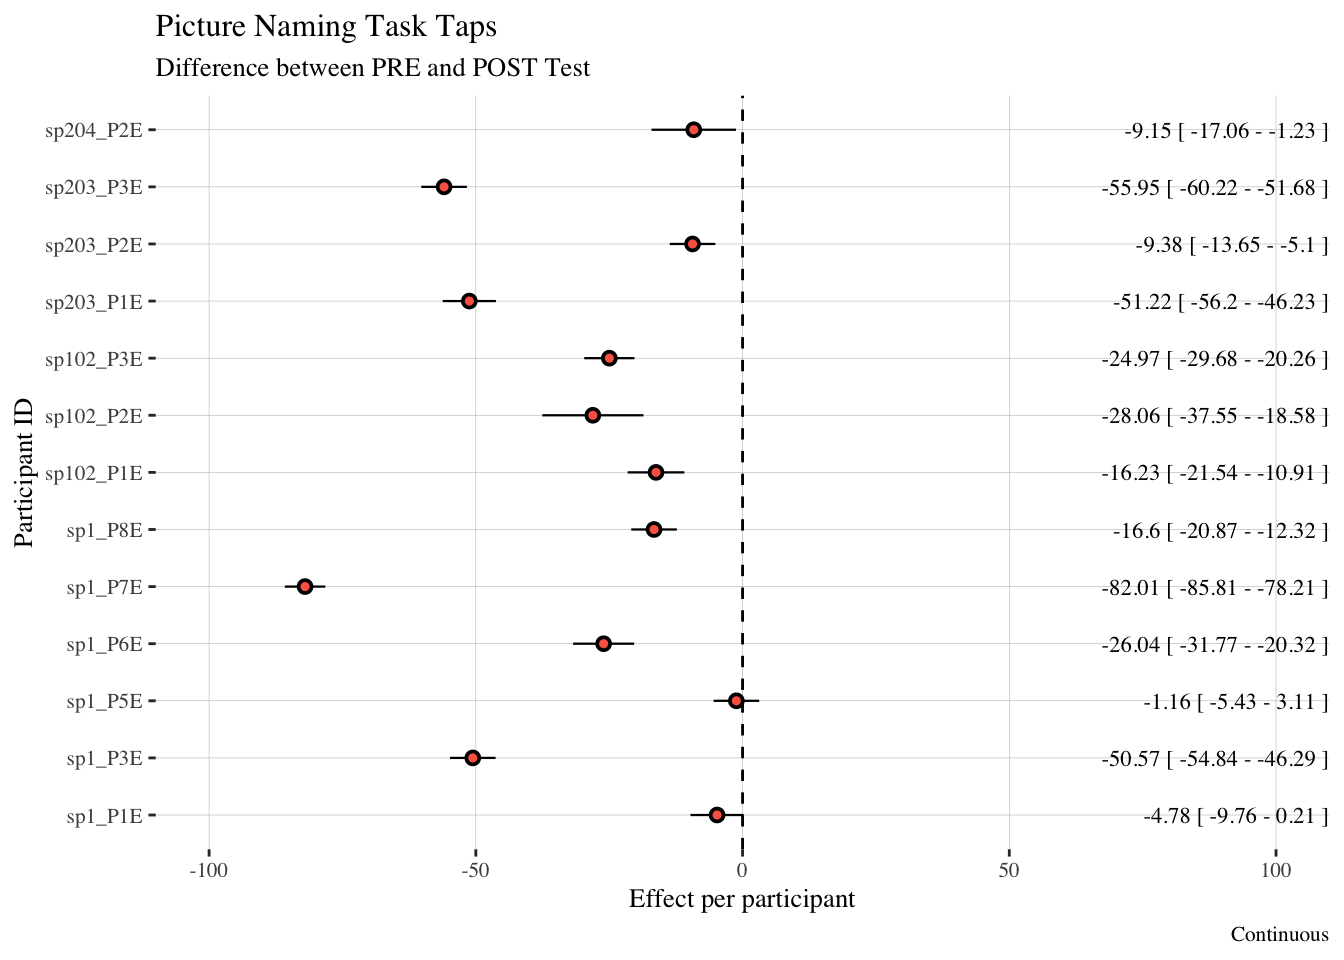 Picture Naming Task Taps
Difference between PRE and POST Test
Participant ID
sp204_P2E -9.15 [ -17.06 - -1.23 ]
sp203_P3E -55.95 [ -60.22 - -51.68 ]
sp203_P2E -9.38 [ -13.65 - -5.1 ]
sp203_P1E -51.22 [ -56.2 - -46.23 ]
sp102_P3E -24.97 [ -29.68 - -20.26 ]
sp102_P2E -28.06 [ -37.55 - -18.58 ]
sp102_P1E -16.23 [ -21.54 - -10.91 ]
sp1_P8E -16.6 [ -20.87 - -12.32 ]
sp1_P7E -82.01 [ -85.81 - -78.21 ]
sp1_P6E -26.04 [ -31.77 - -20.32 ]
sp1_P5E -1.16 [ -5.43 - 3.11 ]
sp1_P3E -50.57 [ -54.84 - -46.29 ]
sp1_P1E -4.78 [ -9.76 - 0.21 ]
-100 -50 0 50 100
Effect per participant
Continuous